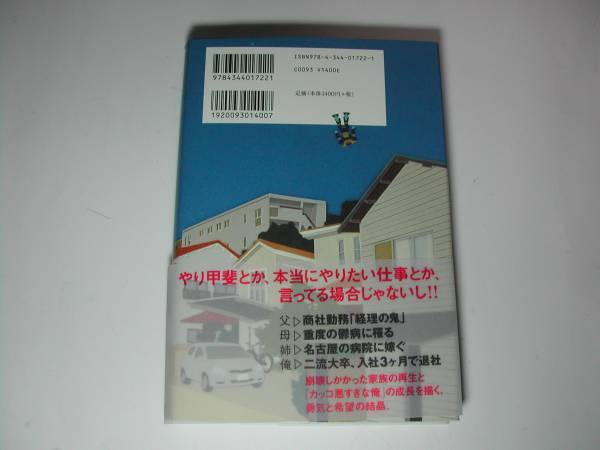 ISBN978-4-344-01722-1
C0093 ¥1400E
9784344017221
定価（本体1400円＋税）
1920093014007
やり甲斐とか、本当にやりたい仕事とか、
言ってる場合じゃないし!!
父▷商社勤務「経理の鬼」
母▷重度の鬱病に罹る
姉▷名古屋の病院に嫁ぐ
俺▷二流大卒、入社3ヶ月で退社
崩壊しかかった家族の再生と
「カッコ悪すぎな俺」の成長を描く、
勇気と希望の結晶。